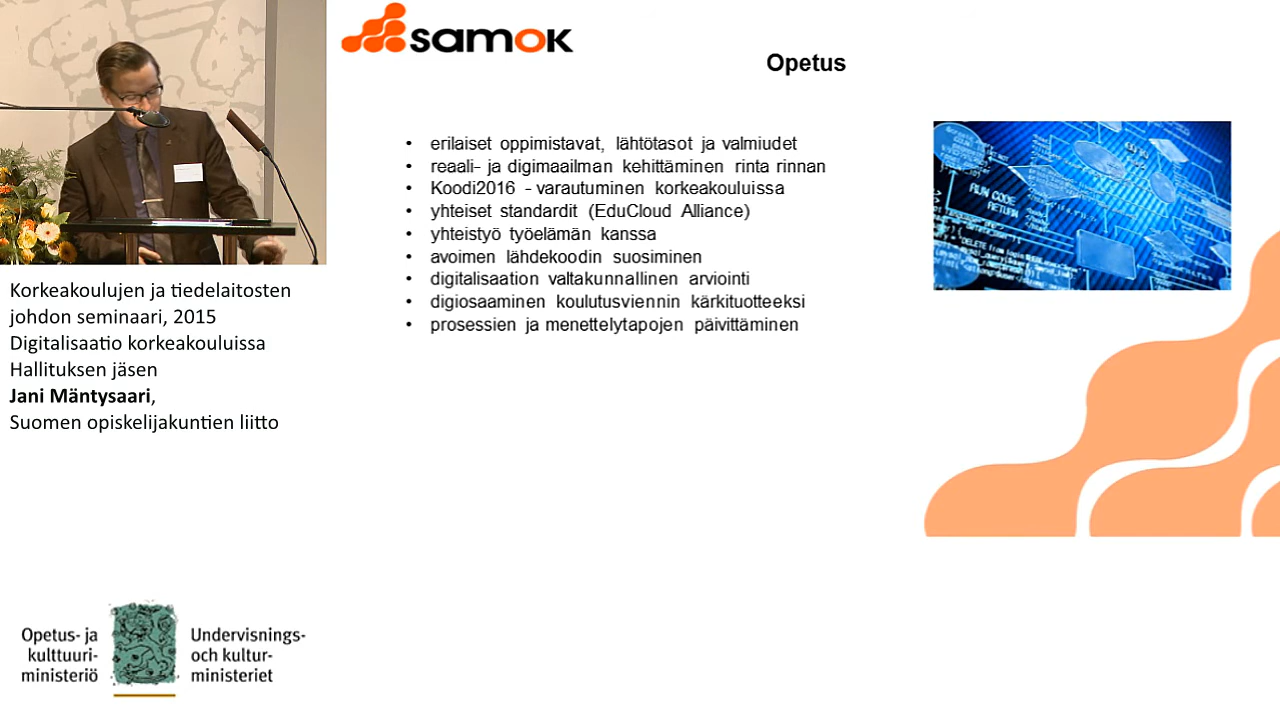 samok
Opetus
• erilaiset oppimistavat, lähtötasot ja valmiudet
• reaali- ja digimaailman kehittäminen rinta rinnan
• Koodi2016 - varautuminen korkeakouluissa
• yhteiset standardit (EduCloud Alliance)
• yhteistyö työelämän kanssa
• avoimen lähdekoodin suosiminen
• digitalisaation valtakunnallinen arviointi
• digiosaaminen koulutusviennin kärkituotteeksi
• prosessien ja menettelytapojen päivittäminen
RUN CODE
RETURN
Korkeakoulujen ja tiedelaitosten
johdon seminaari, 2015
Digitalisaatio korkeakouluissa
Hallituksen jäsen
Jani Mäntysaari,
Suomen opiskelijakuntien liitto
Opetus- ja
kulttuuri-
ministeriö
Undervisnings-
och kultur-
ministeriet